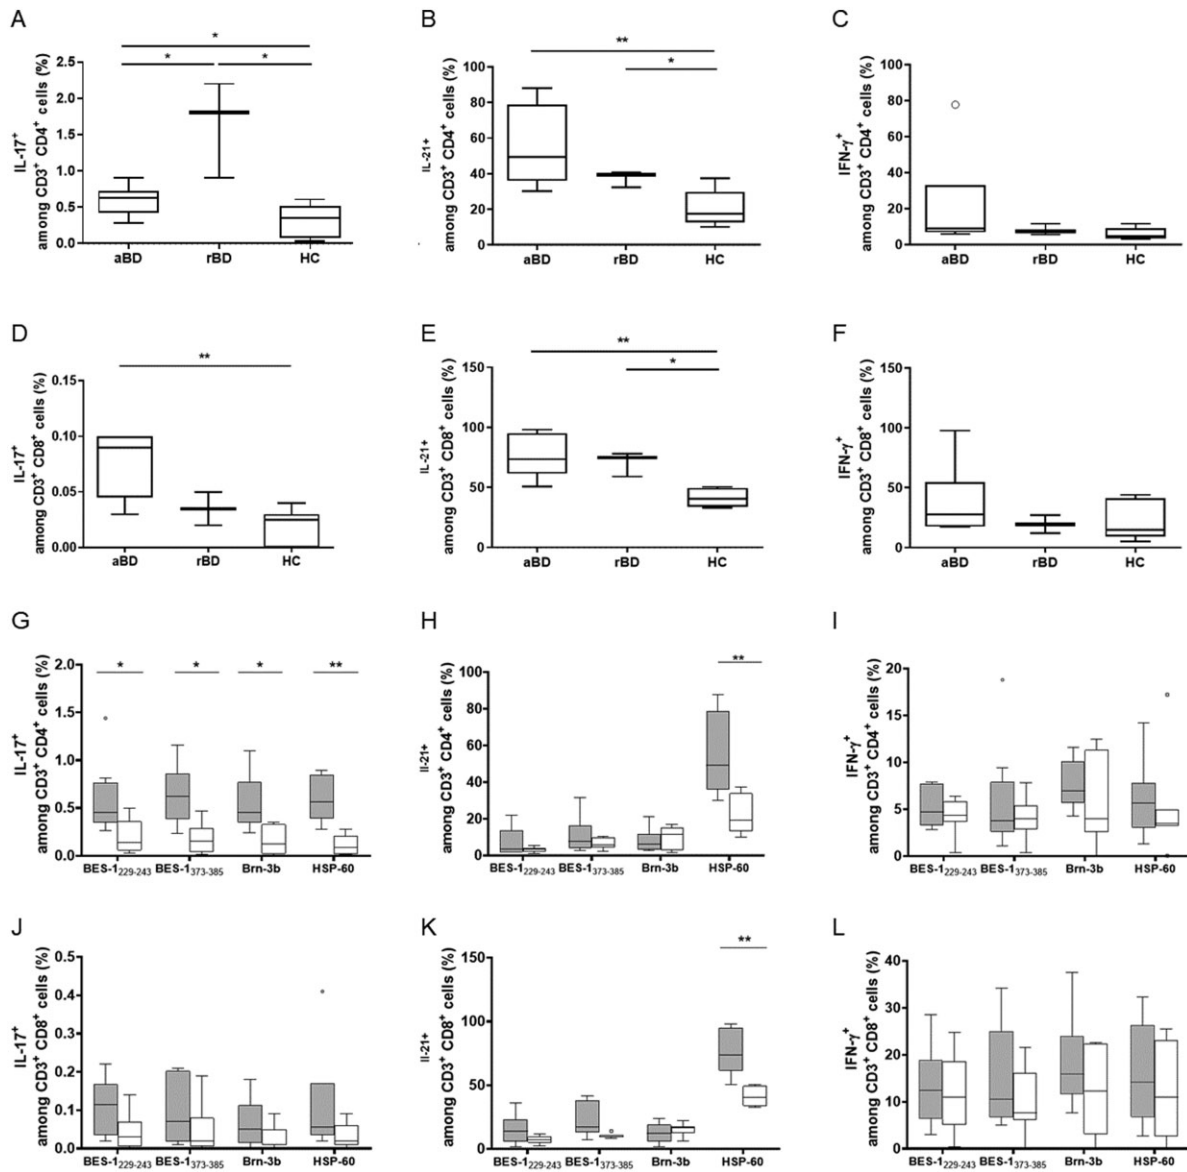 A
IL-17⁺
among CD3⁺ CD4⁺ cells (%)
2.5
2.0
1.5
1.0
0.5
0.0
*
*
*
aBD
rBD
HC
B
IL-21+
among CD3⁺ CD4⁺ cells (%)
100
80
60
40
20
0
**
*
aBD
rBD
HC
C
IFN-γ⁺
among CD3⁺ CD4⁺ cells (%)
100
80
60
40
20
0
aBD
rBD
HC
D
IL-17⁺
among CD3⁺ CD8⁺ cells (%)
0.15
0.10
0.05
0.00
**
aBD
rBD
HC
E
IL-21+
among CD3⁺ CD8⁺ cells (%)
150
100
50
0
**
*
aBD
rBD
HC
F
IFN-γ⁺
among CD3⁺ CD8⁺ cells (%)
150
100
50
0
aBD
rBD
HC
G
IL-17⁺
among CD3⁺ CD4⁺ cells (%)
2.0
1.5
1.0
0.5
0.0
*
*
*
**
BES-1₂₂₉₋₂₄₃
BES-1₃₇₃₋₃₈₅
Brn-3b
HSP-60
H
Il-21+
among CD3⁺ CD4⁺ cells (%)
100
80
60
40
20
0
**
BES-1₂₂₉₋₂₄₃
BES-1₃₇₃₋₃₈₅
Brn-3b
HSP-60
I
IFN-γ⁺
among CD3⁺ CD4⁺ cells (%)
20
15
10
5
0
BES-1₂₂₉₋₂₄₃
BES-1₃₇₃₋₃₈₅
Brn-3b
HSP-60
J
IL-17⁺
among CD3⁺ CD8⁺ cells (%)
0.5
0.4
0.3
0.2
0.1
0.0
BES-1₂₂₉₋₂₄₃
BES-1₃₇₃₋₃₈₅
Brn-3b
HSP-60
K
Il-21+
among CD3⁺ CD8⁺ cells (%)
150
100
50
0
**
BES-1₂₂₉₋₂₄₃
BES-1₃₇₃₋₃₈₅
Brn-3b
HSP-60
L
IFN-γ⁺
among CD3⁺ CD8⁺ cells (%)
40
30
20
10
0
BES-1₂₂₉₋₂₄₃
BES-1₃₇₃₋₃₈₅
Brn-3b
HSP-60